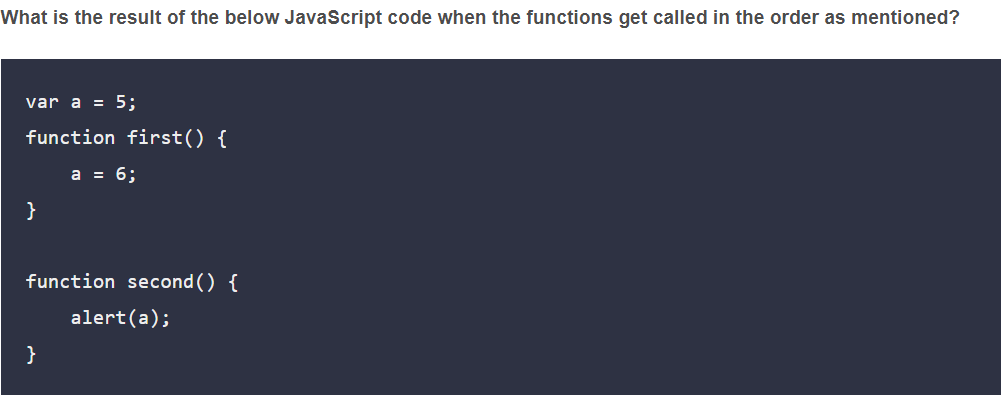 What is the result of the below JavaScript code when the functions get called in the order as mentioned?
var a = 5;
function first() {
    a = 6;
}
function second() {
    alert(a);
}